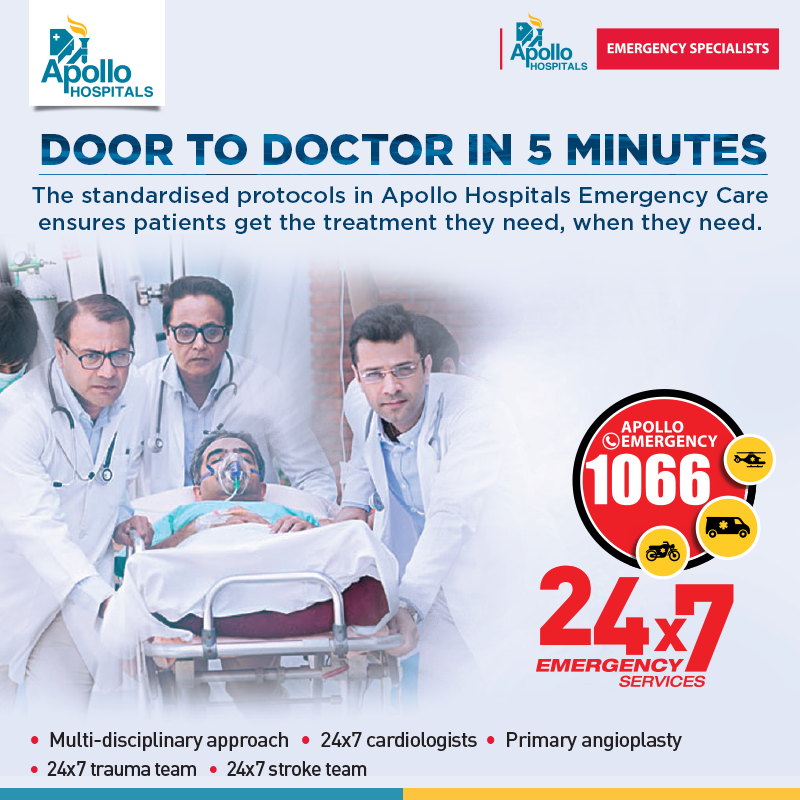 Apollo
HOSPITALS
Apollo
HOSPITALS
EMERGENCY SPECIALISTS
DOOR TO DOCTOR IN 5 MINUTES
The standardised protocols in Apollo Hospitals Emergency Care
ensures patients get the treatment they need, when they need.
APOLLO
EMERGENCY
1066
24x7
EMERGENCY
SERVICES
• Multi-disciplinary approach • 24x7 cardiologists • Primary angioplasty
• 24x7 trauma team • 24x7 stroke team